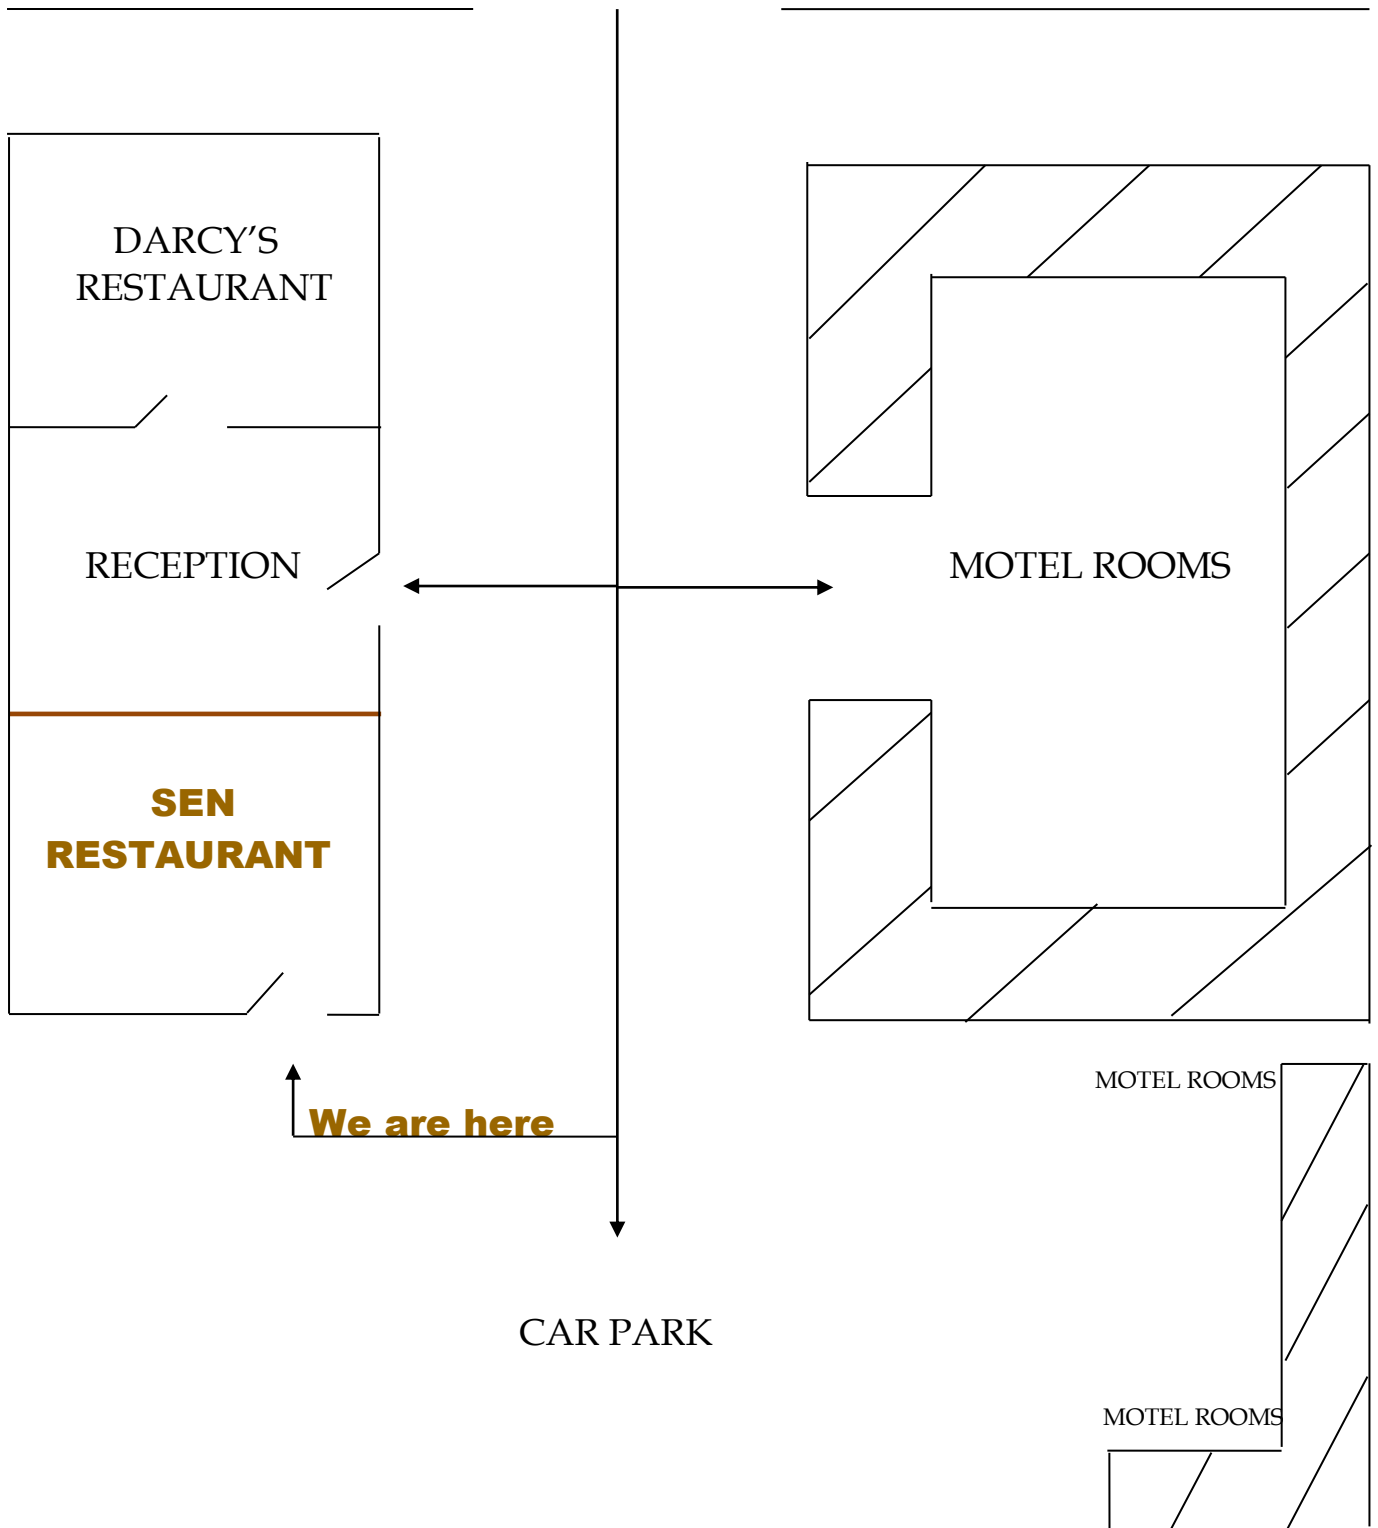 DARCY’S
RESTAURANT
RECEPTION
MOTEL ROOMS
SEN
RESTAURANT
MOTEL ROOMS
We are here
CAR PARK
MOTEL ROOMS